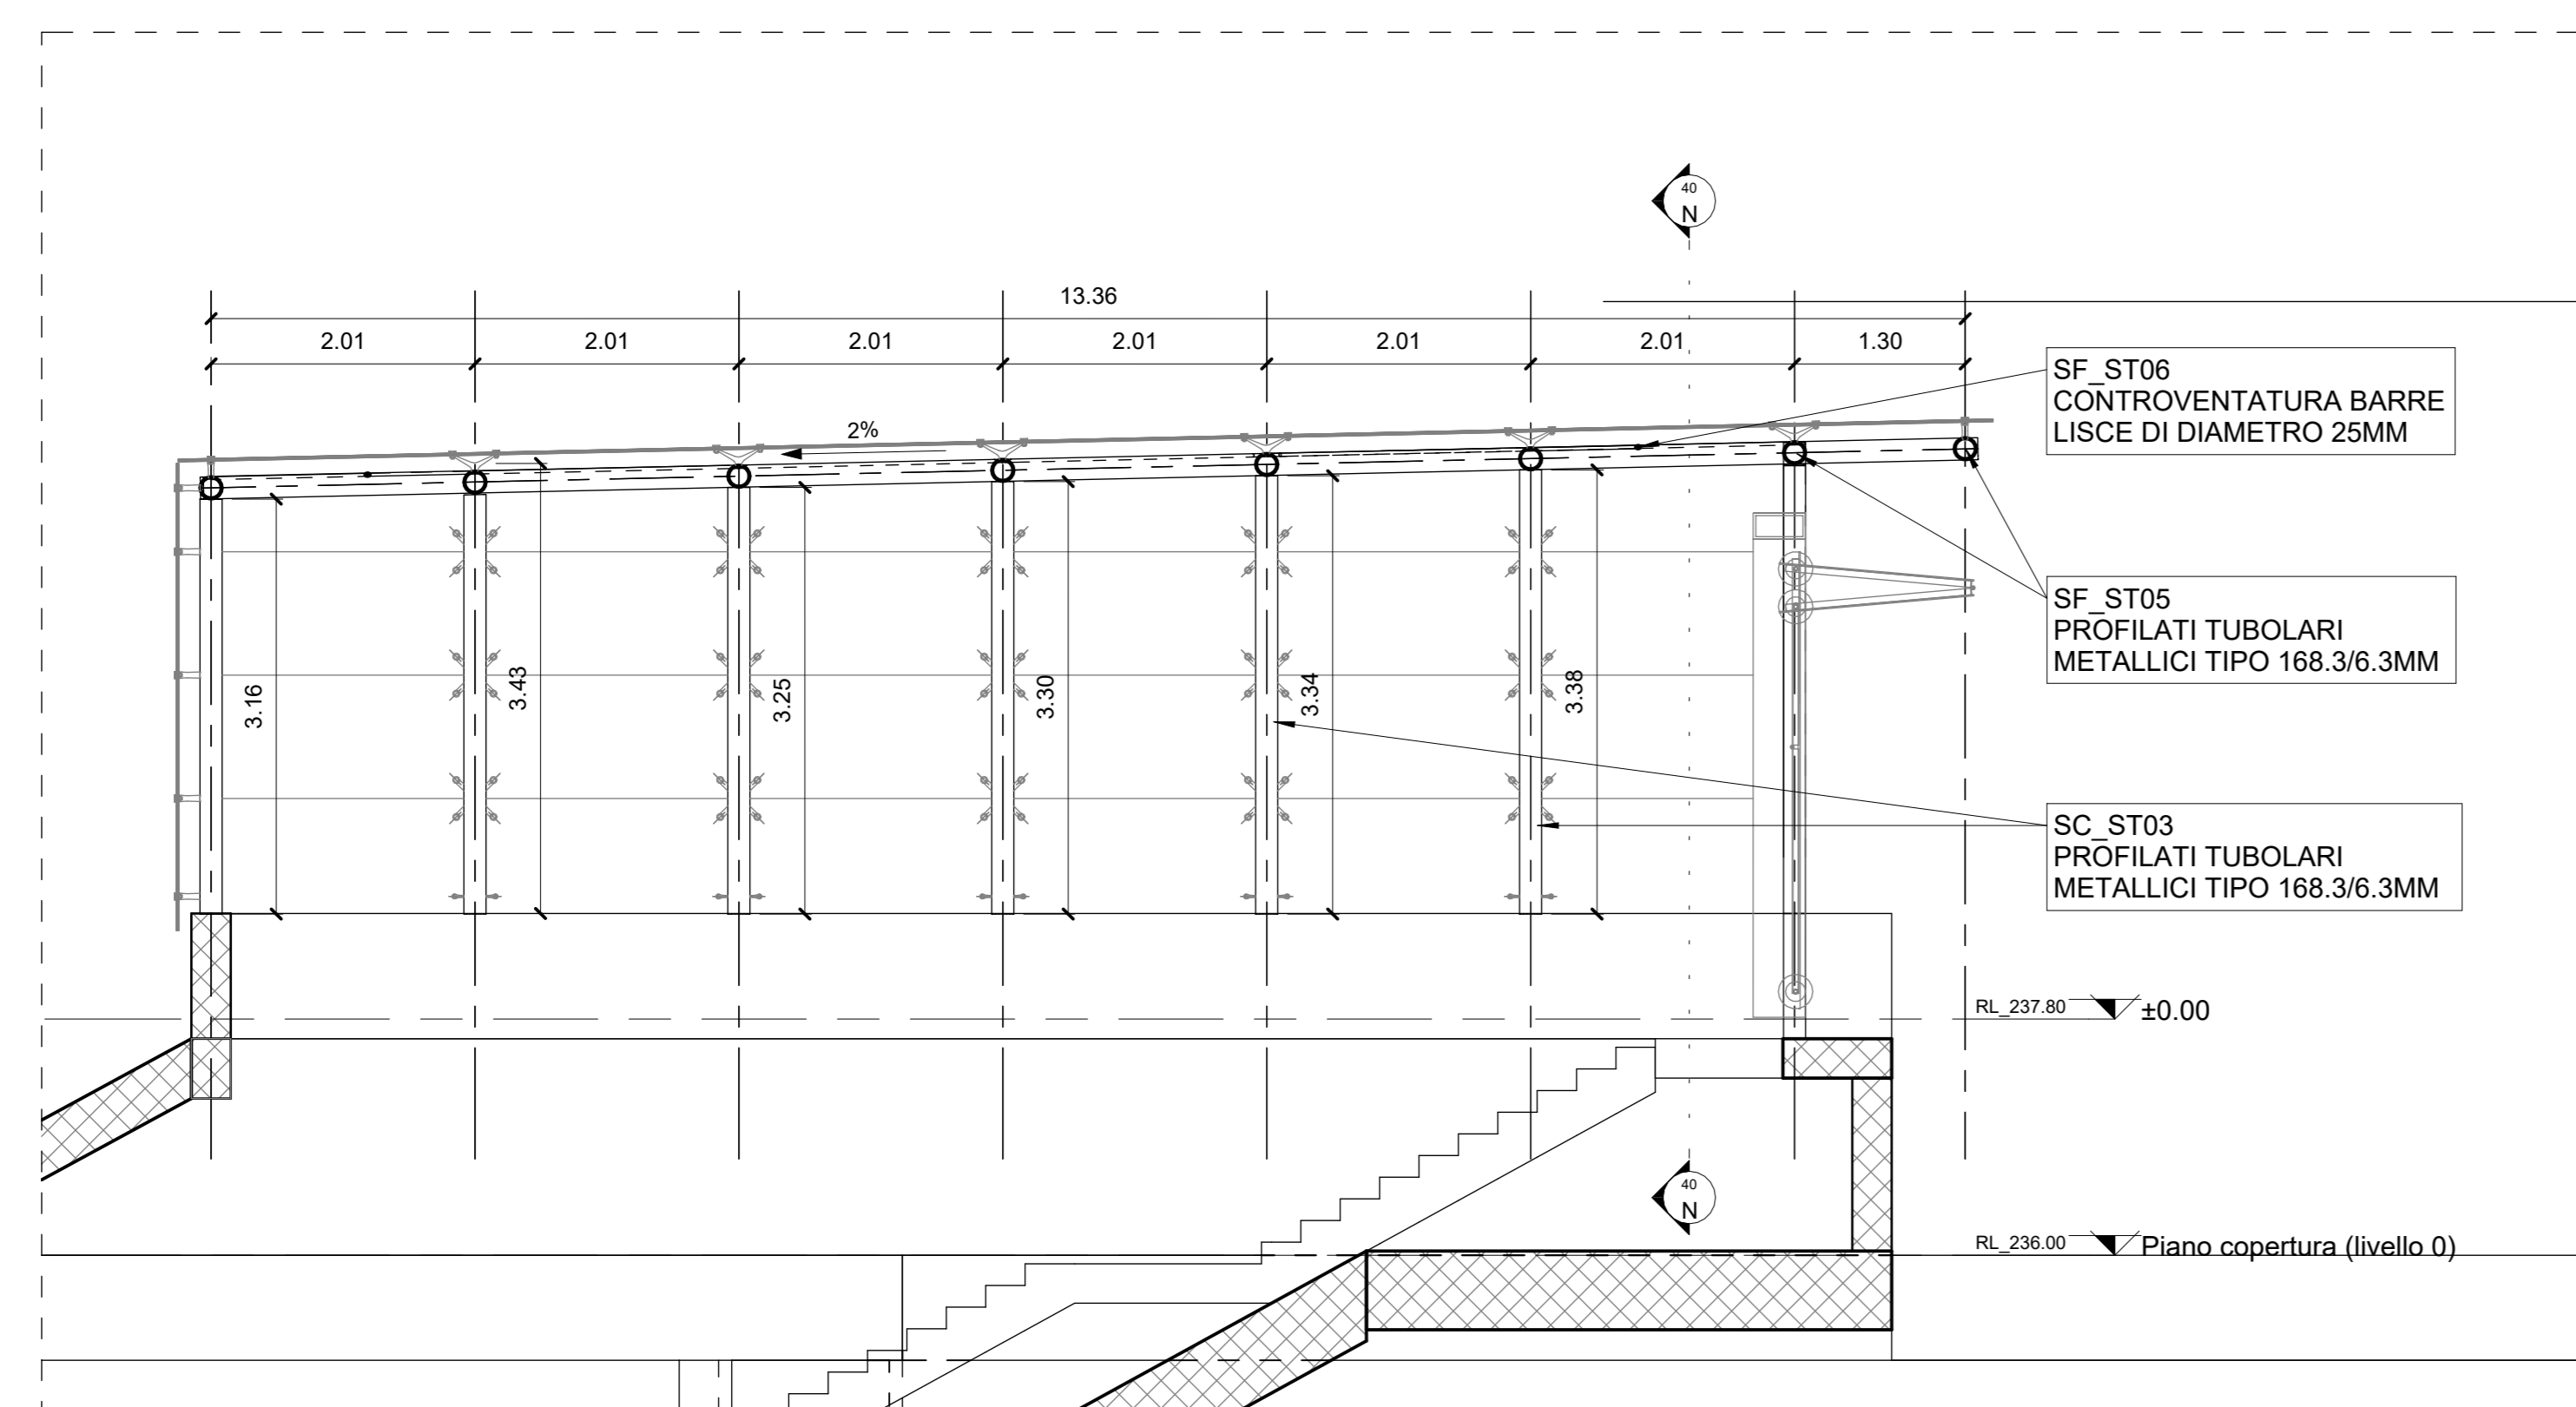 40
N
13.36
2.01
2.01
2.01
2.01
2.01
2.01
1.30
2%
SF_ST06
CONTROVENTATURA BARRE
LISCE DI DIAMETRO 25MM
SF_ST05
PROFILATI TUBOLARI
METALLICI TIPO 168.3/6.3MM
3.16
3.43
3.25
3.30
3.34
3.38
SC_ST03
PROFILATI TUBOLARI
METALLICI TIPO 168.3/6.3MM
RL_237.80
±0.00
40
N
RL_236.00
Piano copertura (livello 0)